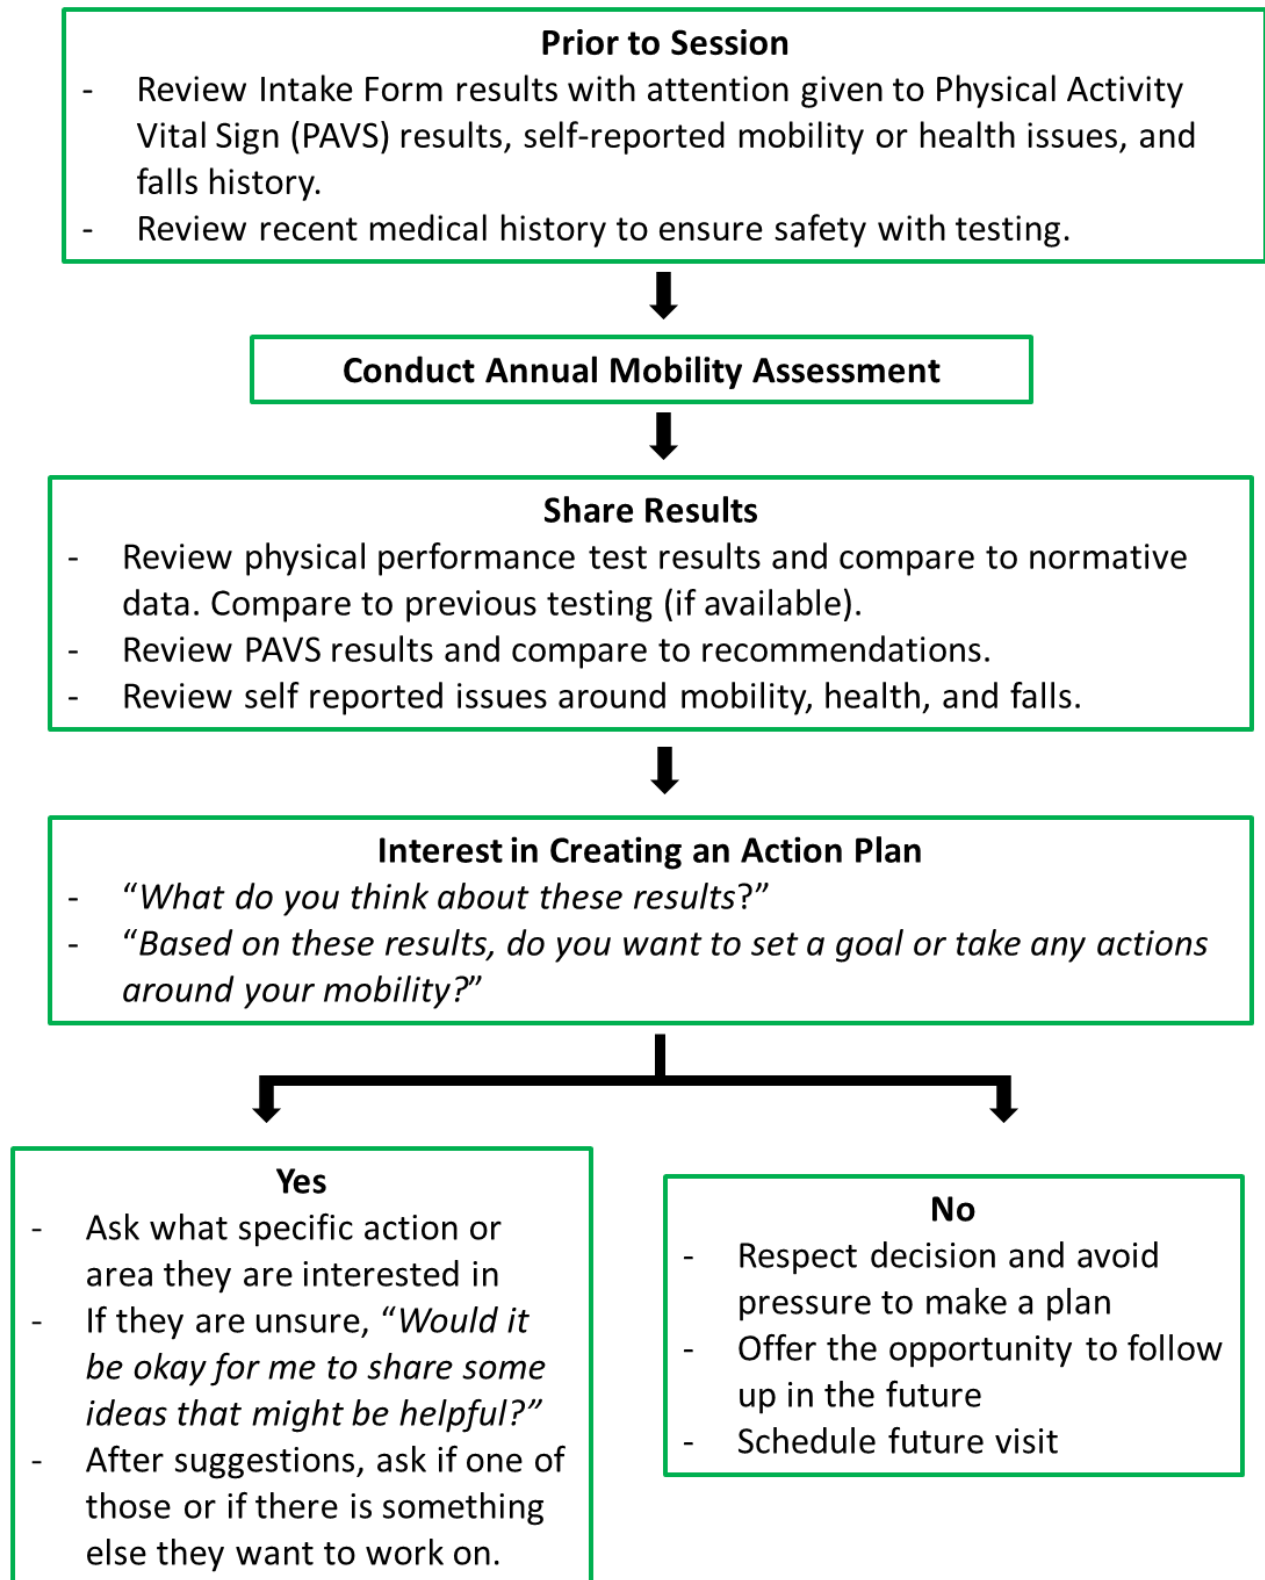 Prior to Session
- Review Intake Form results with attention given to Physical Activity
Vital Sign (PAVS) results, self-reported mobility or health issues, and
falls history.
- Review recent medical history to ensure safety with testing.
Conduct Annual Mobility Assessment
Share Results
- Review physical performance test results and compare to normative
data. Compare to previous testing (if available).
- Review PAVS results and compare to recommendations.
- Review self reported issues around mobility, health, and falls.
Interest in Creating an Action Plan
- “What do you think about these results?”
- “Based on these results, do you want to set a goal or take any actions
around your mobility?”
Yes
- Ask what specific action or
area they are interested in
- If they are unsure, “Would it
be okay for me to share some
ideas that might be helpful?”
- After suggestions, ask if one of
those or if there is something
else they want to work on.
No
- Respect decision and avoid
pressure to make a plan
- Offer the opportunity to follow
up in the future
- Schedule future visit